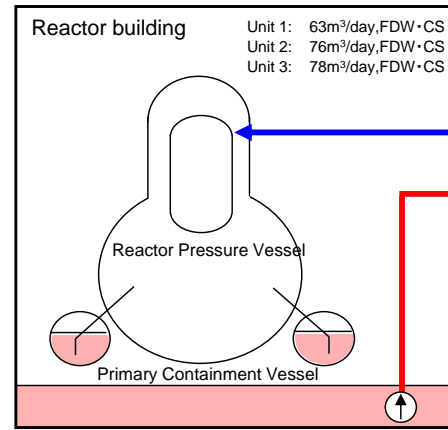 Reactor building
Unit 1: 63m³/day,FDW・CS
Unit 2: 76m³/day,FDW・CS
Unit 3: 78m³/day,FDW・CS
Reactor Pressure Vessel
Primary Containment Vessel